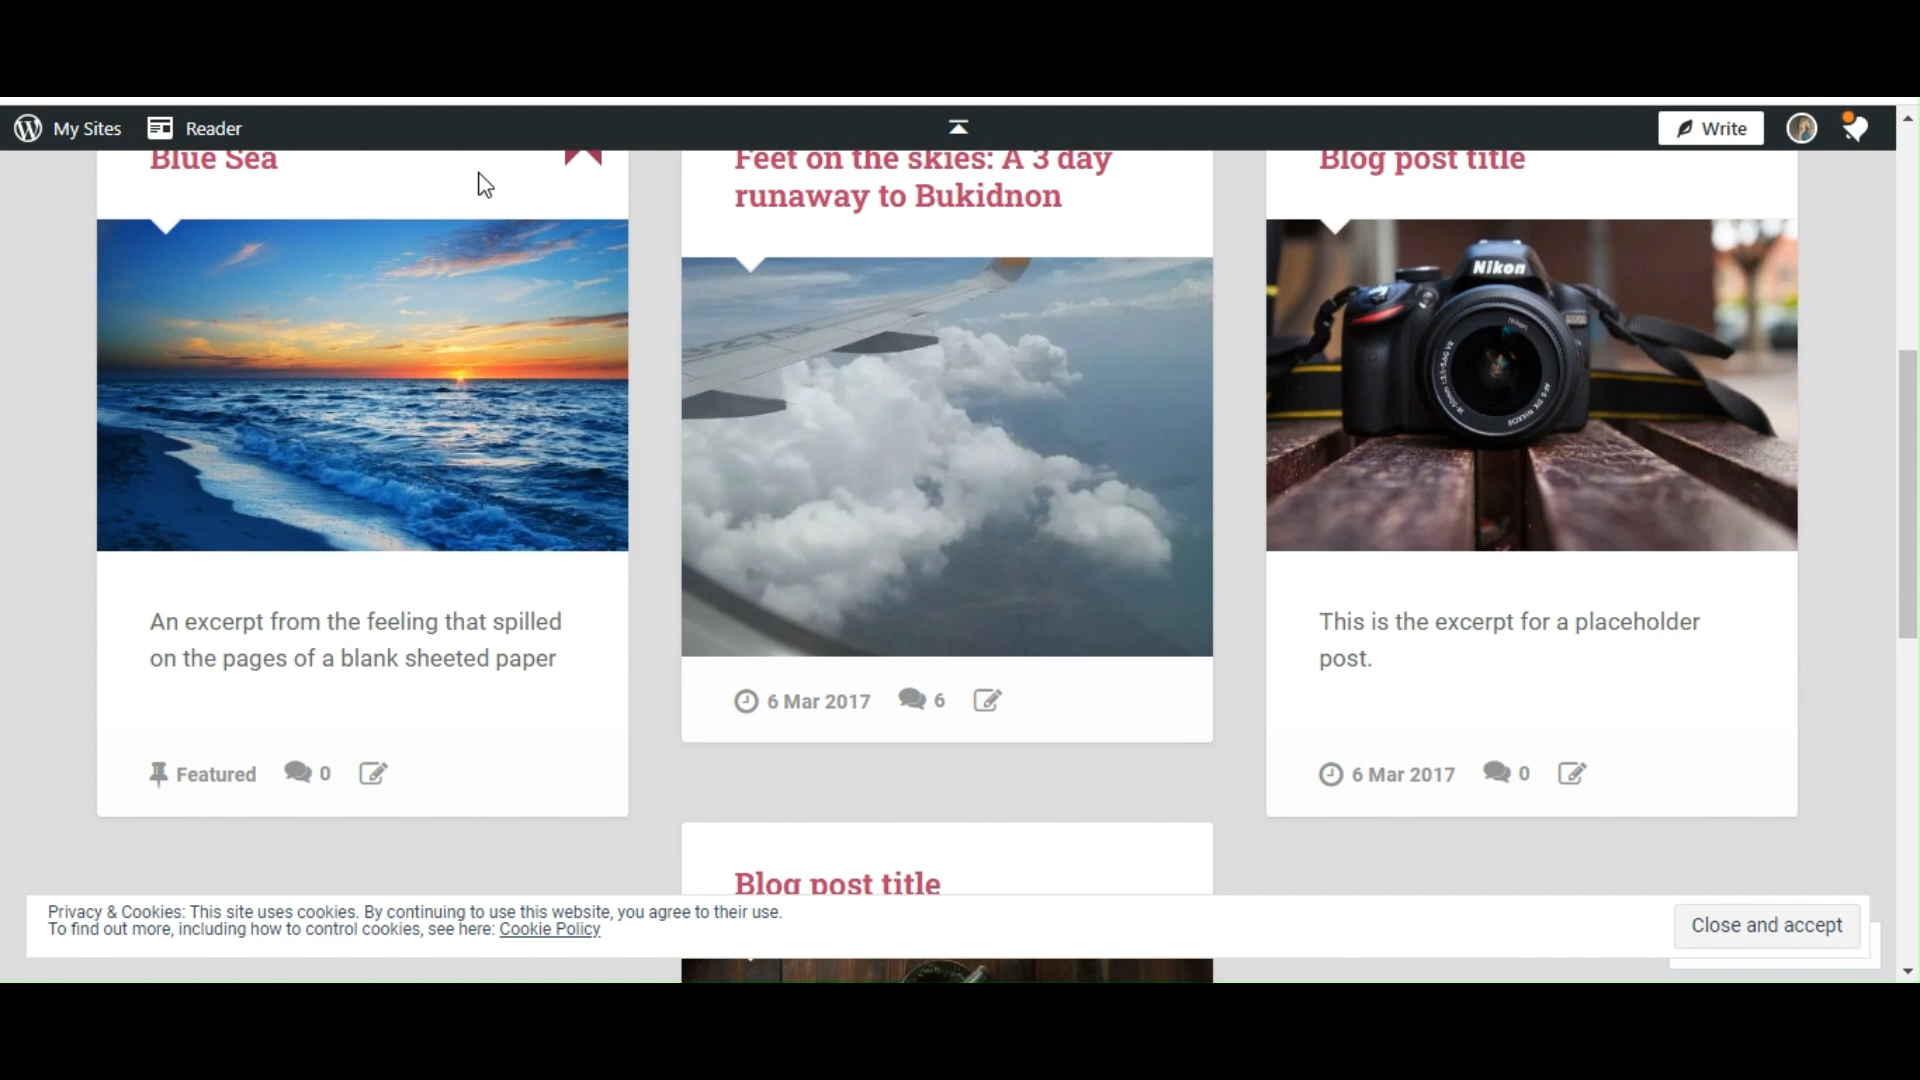 My Sites
Reader
Write
Blue Sea
Feet on the skies: A 3 day
runaway to Bukidnon
Blog post title
Nikon
An excerpt from the feeling that spilled
on the pages of a blank sheeted paper
Featured
0
6 Mar 2017
6
This is the excerpt for a placeholder
post.
6 Mar 2017
0
Blog post title
Privacy & Cookies: This site uses cookies. By continuing to use this website, you agree to their use.
To find out more, including how to control cookies, see here: Cookie Policy
Close and accept